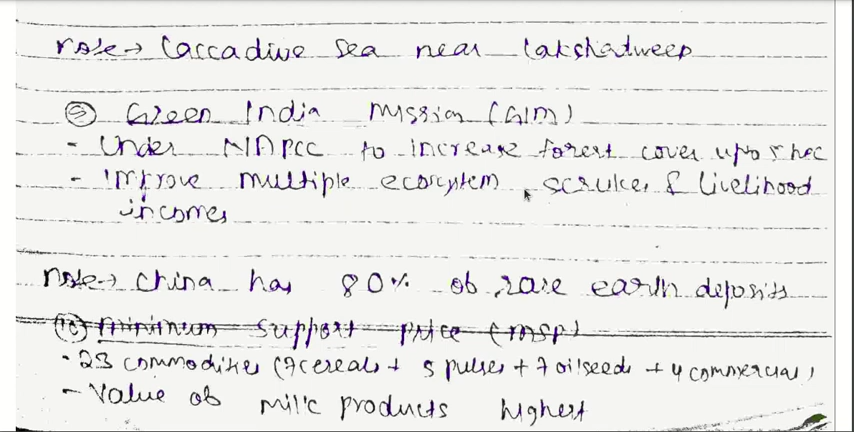 note → Laccadive sea near Lakshadweep
⑤ Green India Mission (GIM)
- Under NAPCC to increase forest cover upto 5 hec
- improve multiple ecosystem services & livelihood
incomes
note → China has 80% of rare earth deposits
(10) minimum support price (MSP)
- 23 commodities (7 cereals + 5 pulses + 7 oilseeds + 4 commercial)
- Value of milk products highest